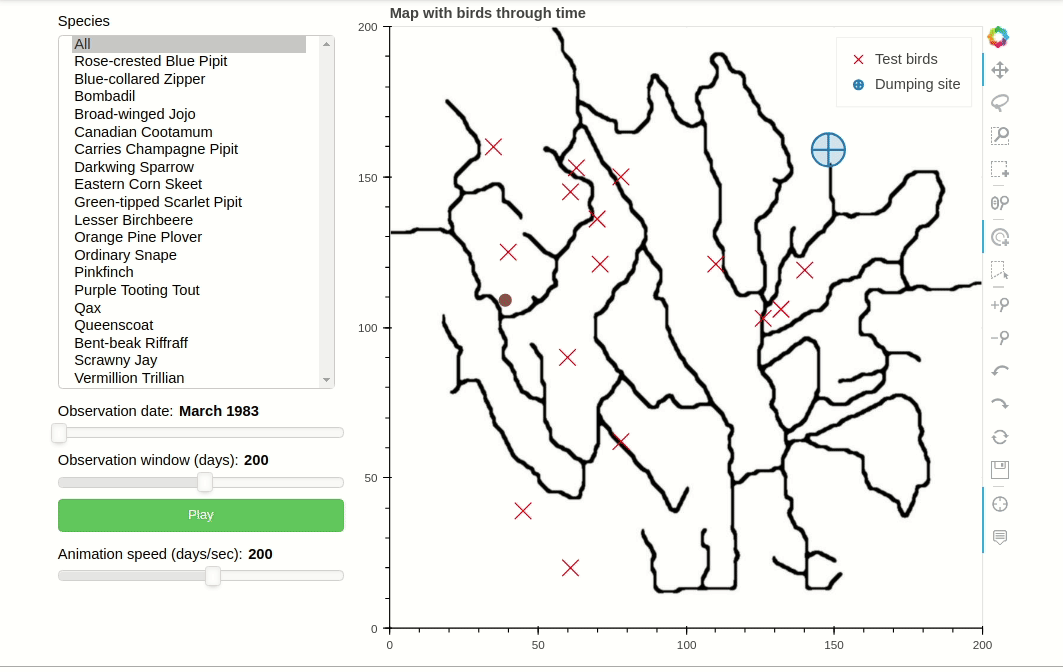 Species
All
Rose-crested Blue Pipit
Blue-collared Zipper
Bombadil
Broad-winged Jojo
Canadian Cootamum
Carries Champagne Pipit
Darkwing Sparrow
Eastern Corn Skeet
Green-tipped Scarlet Pipit
Lesser Birchbeere
Orange Pine Plover
Ordinary Snape
Pinkfinch
Purple Tooting Tout
Qax
Queenscoat
Bent-beak Riffraff
Scrawny Jay
Vermillion Trillian
Observation date: March 1983
Observation window (days): 200
Play
Animation speed (days/sec): 200
Map with birds through time
Test birds
Dumping site
200
150
100
50
0
0 50 100 150 200